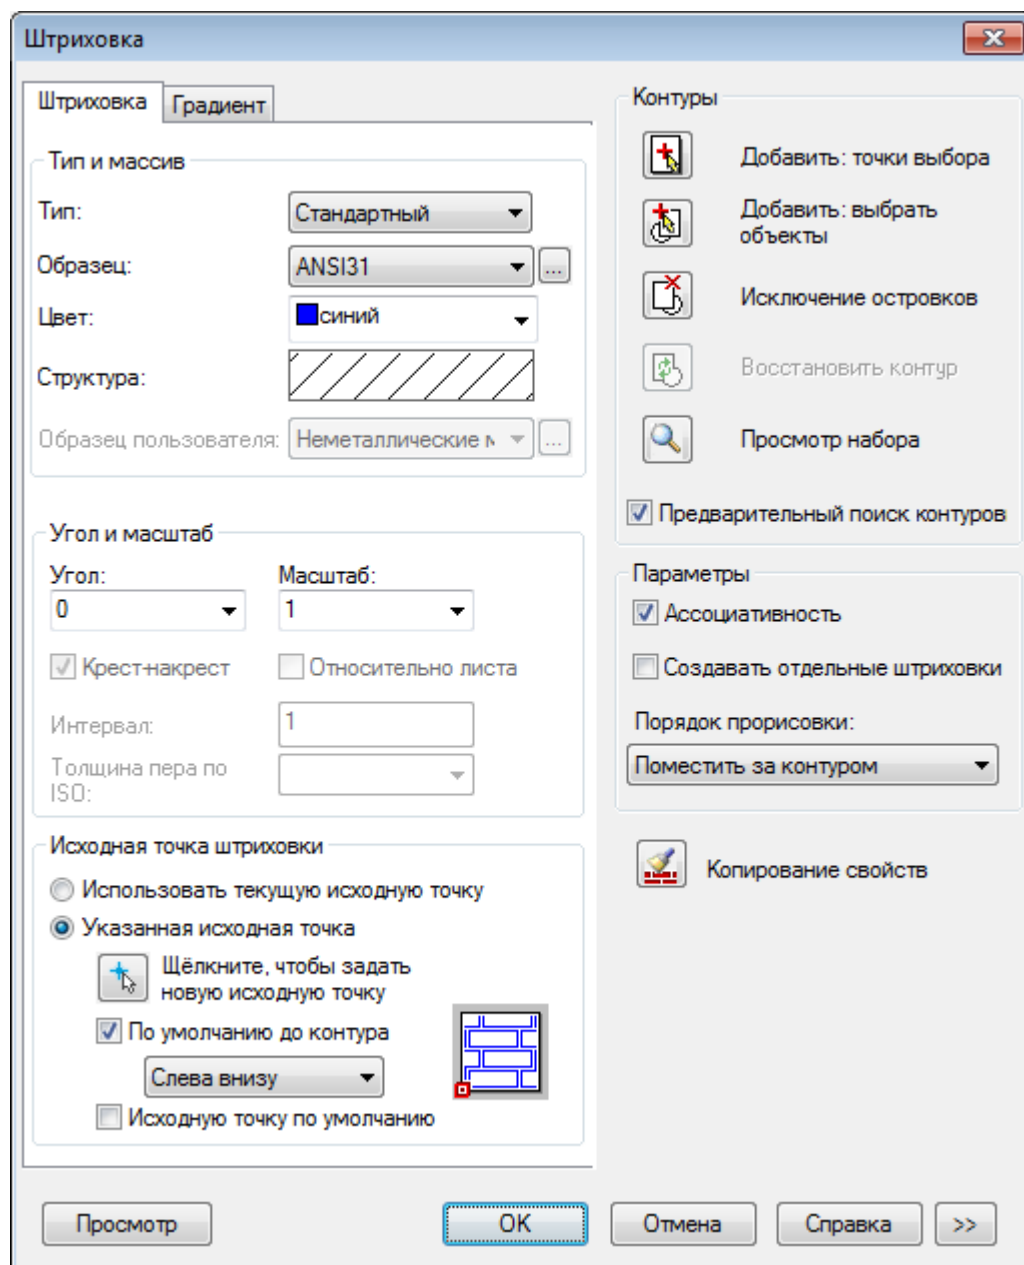 Штриховка
Штриховка
Градиент
Тип и массив
Тип:
Стандартный
Образец:
ANSI31
...
Цвет:
синий
Структура:
Образец пользователя:
Неметаллические м
...
Угол и масштаб
Угол:
Масштаб:
0
1
Крест-накрест
Относительно листа
Интервал:
1
Толщина пера по
ISO:
Исходная точка штриховки
Использовать текущую исходную точку
Указанная исходная точка
Щёлкните, чтобы задать
новую исходную точку
По умолчанию до контура
Слева внизу
Исходную точку по умолчанию
Контуры
Добавить: точки выбора
Добавить: выбрать
объекты
Исключение островков
Восстановить контур
Просмотр набора
Предварительный поиск контуров
Параметры
Ассоциативность
Создавать отдельные штриховки
Порядок прорисовки:
Поместить за контуром
Копирование свойств
Просмотр
ОК
Отмена
Справка
>>